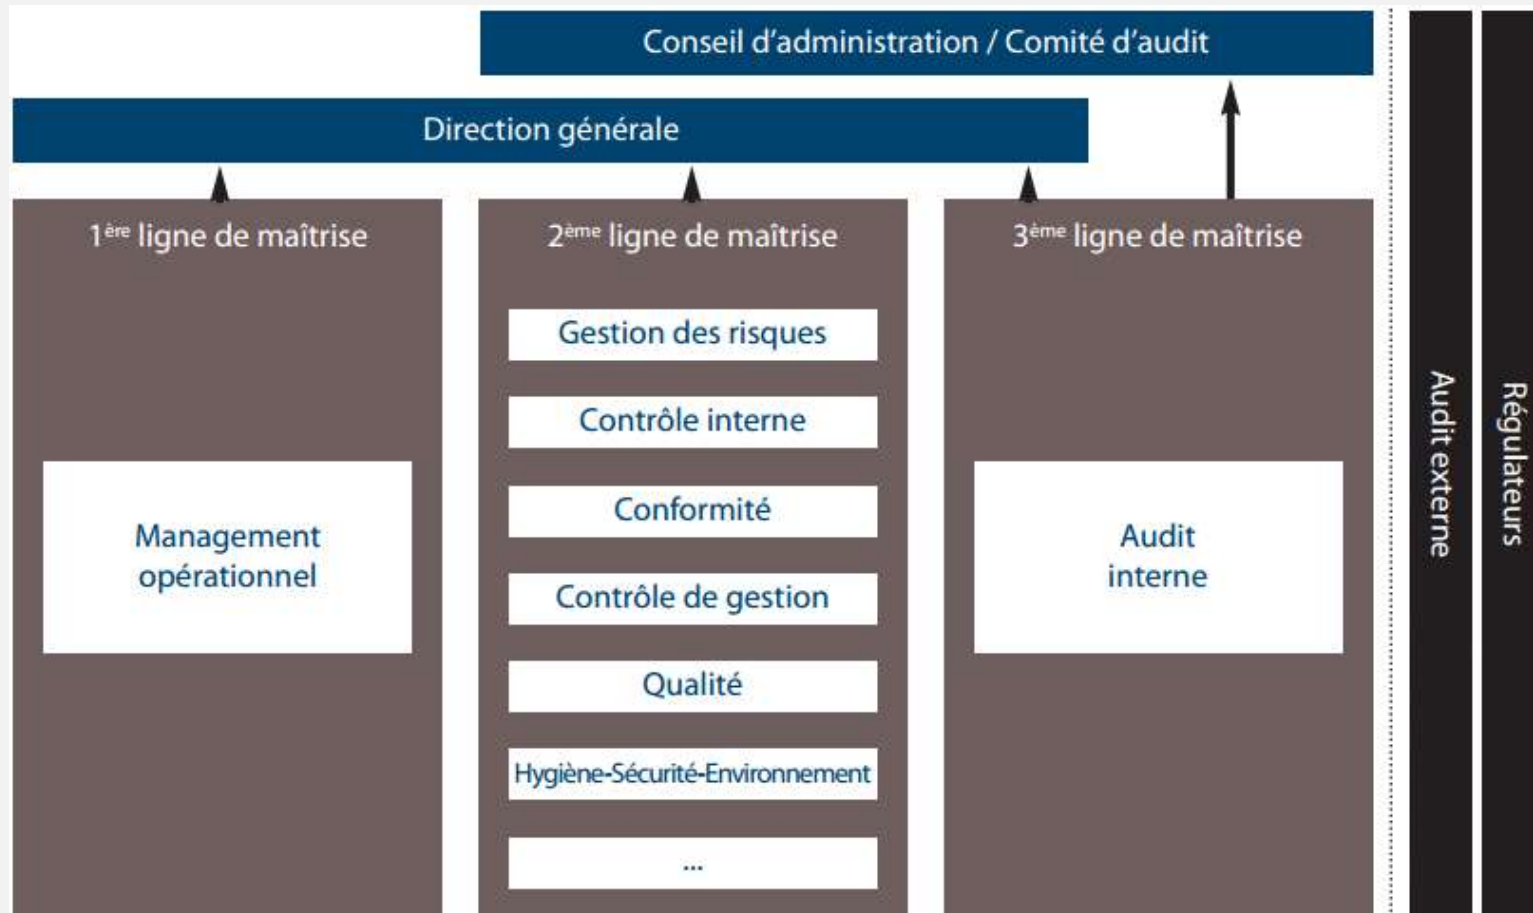 Conseil d'administration / Comité d'audit
Direction générale
1ère ligne de maîtrise
Management
opérationnel
2ème ligne de maîtrise
Gestion des risques
Contrôle interne
Conformité
Contrôle de gestion
Qualité
Hygiène-Sécurité-Environnement
...
3ème ligne de maîtrise
Audit
interne
Audit externe
Régulateurs